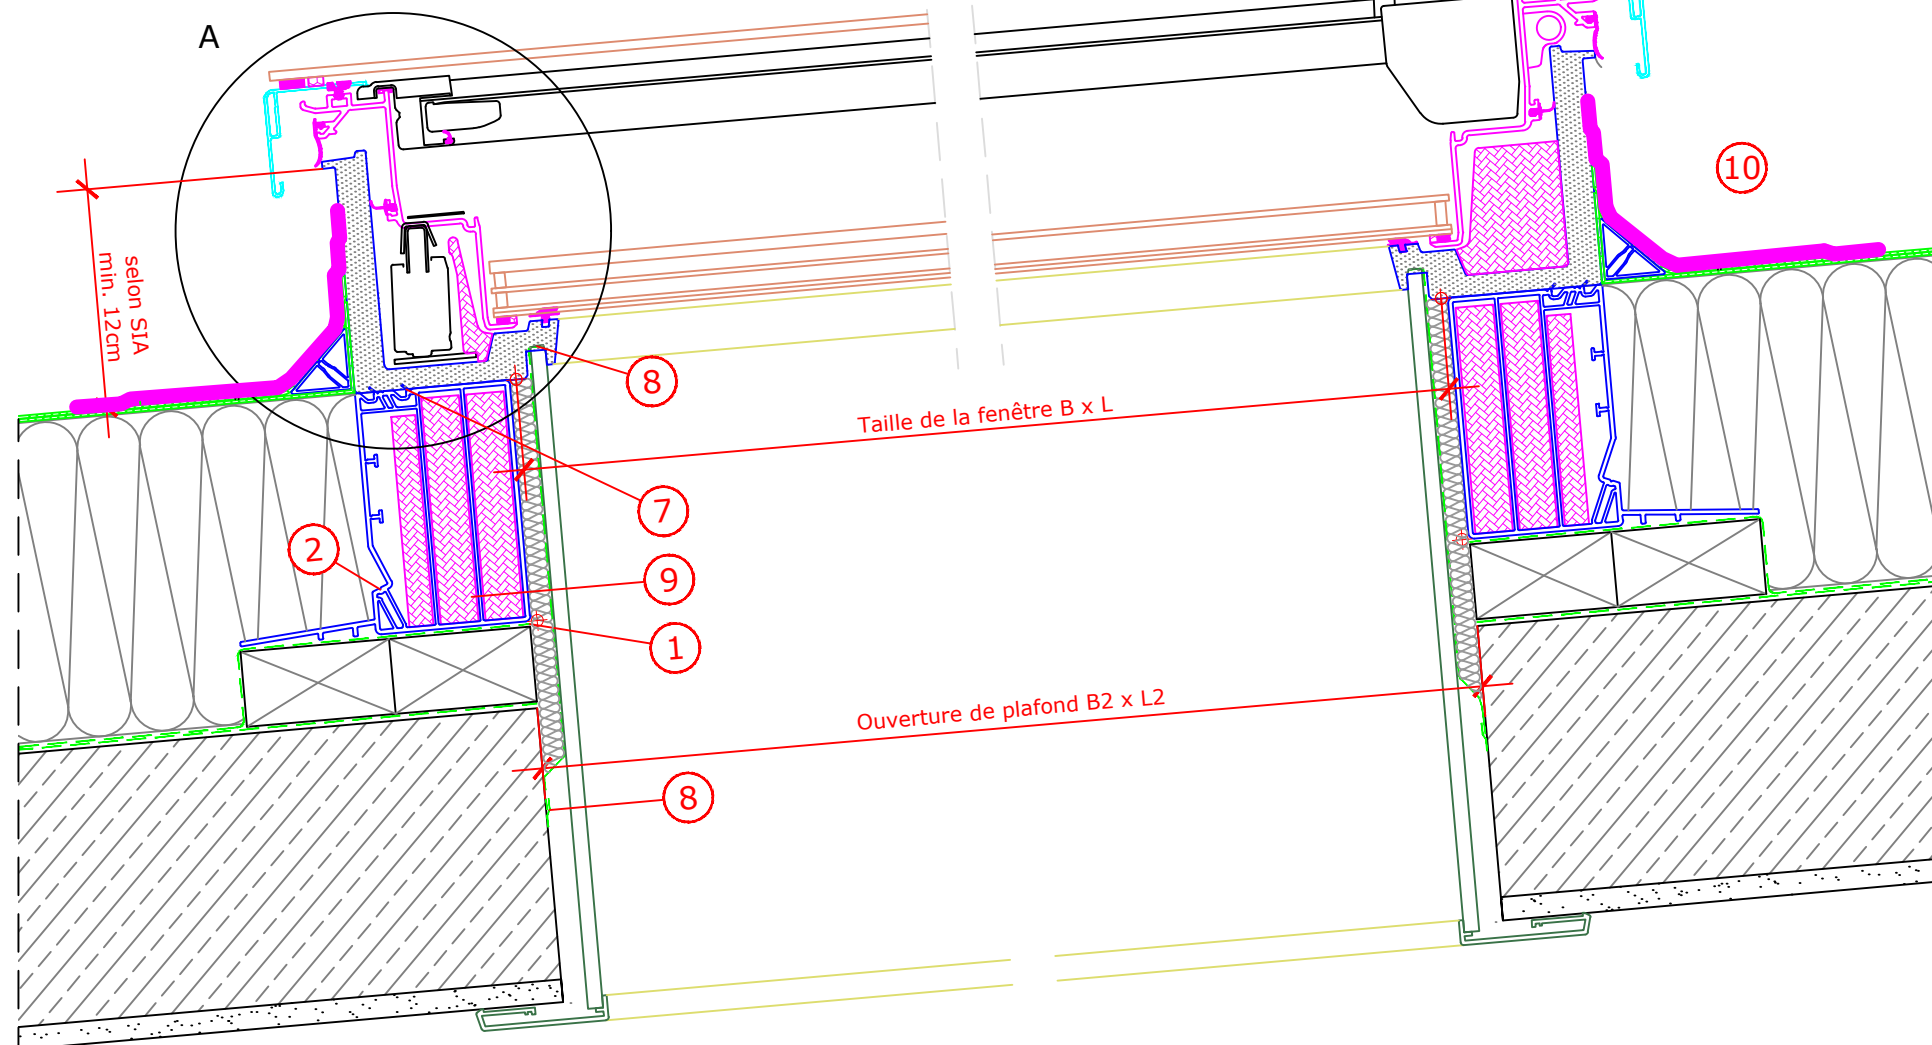 A
10
selon SIA
min. 12cm
8
Taille de la fenêtre B x L
7
2
9
1
Ouverture de plafond B2 x L2
8